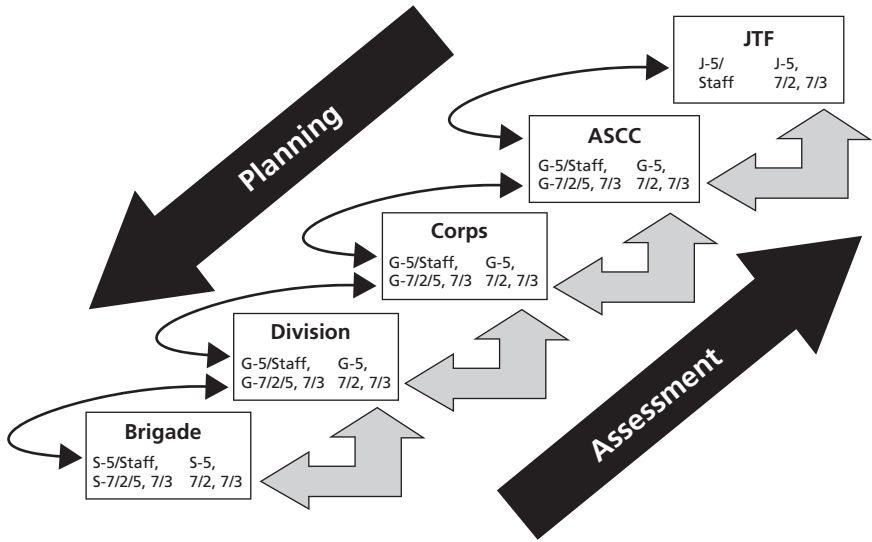 Planning
JTF
J-5/ J-5,
Staff 7/2, 7/3
ASCC
G-5/Staff, G-5,
G-7/2/5, 7/3 7/2, 7/3
Corps
G-5/Staff, G-5,
G-7/2/5, 7/3 7/2, 7/3
Division
G-5/Staff, G-5,
G-7/2/5, 7/3 7/2, 7/3
Brigade
S-5/Staff, S-5,
S-7/2/5, 7/3 7/2, 7/3
Assessment